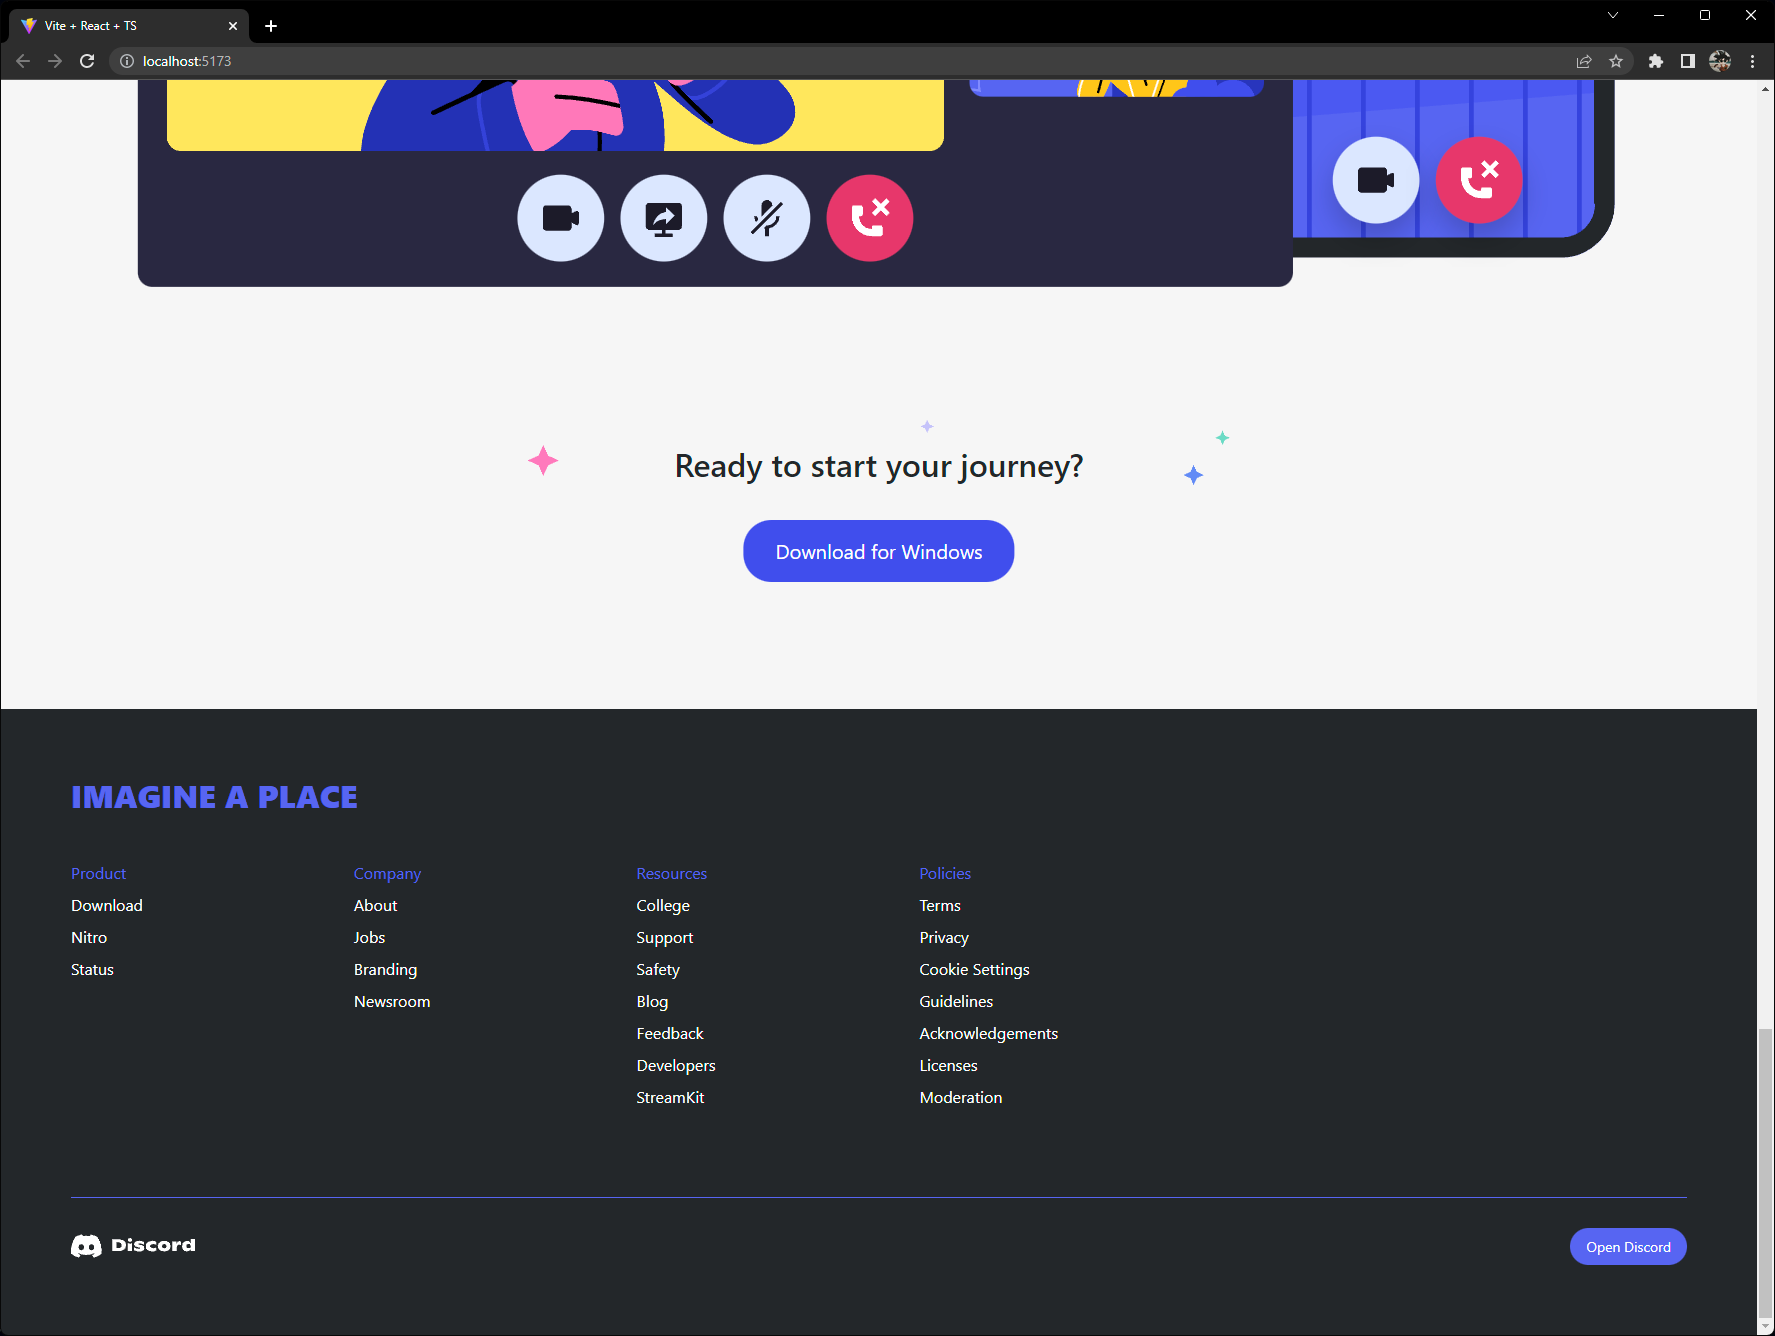 Vite + React + TS
localhost:5173
Ready to start your journey?
Download for Windows
IMAGINE A PLACE
Product
Download
Nitro
Status
Company
About
Jobs
Branding
Newsroom
Resources
College
Support
Safety
Blog
Feedback
Developers
StreamKit
Policies
Terms
Privacy
Cookie Settings
Guidelines
Acknowledgements
Licenses
Moderation
Discord
Open Discord